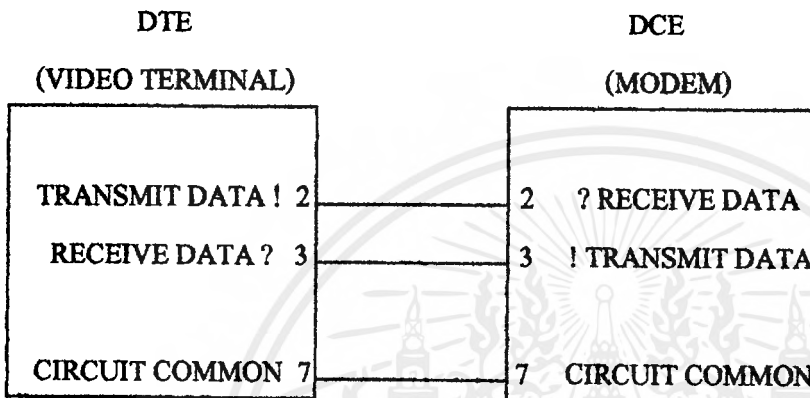 DTE
(VIDEO TERMINAL)
DCE
(MODEM)
TRANSMIT DATA ! 2
2 ? RECEIVE DATA
RECEIVE DATA ? 3
3 ! TRANSMIT DATA
CIRCUIT COMMON 7
7 CIRCUIT COMMON